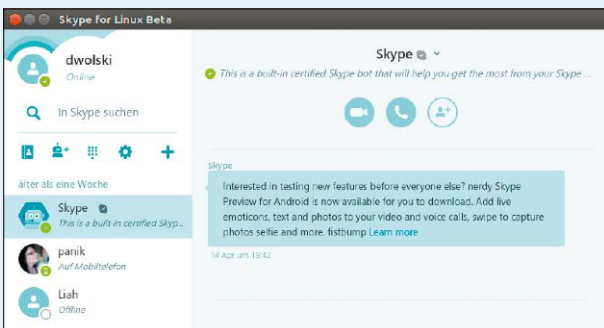 Skype for Linux Beta
dwolski
Online
In Skype suchen
älter als eine Woche
Skype
This is a built-in certified Skyp...
panik
Auf Mobiltelefon
Liah
Offline
Skype
This is a built-in certified Skype bot that will help you get the most from your Skype ...
Skype
Interested in testing new features before everyone else? nerdy Skype
Preview for Android is now available for you to download. Add live
emoticons, text and photos to your video and voice calls, swipe to capture
photos selfie and more. fistbump Learn more
14 Apr um 19:42